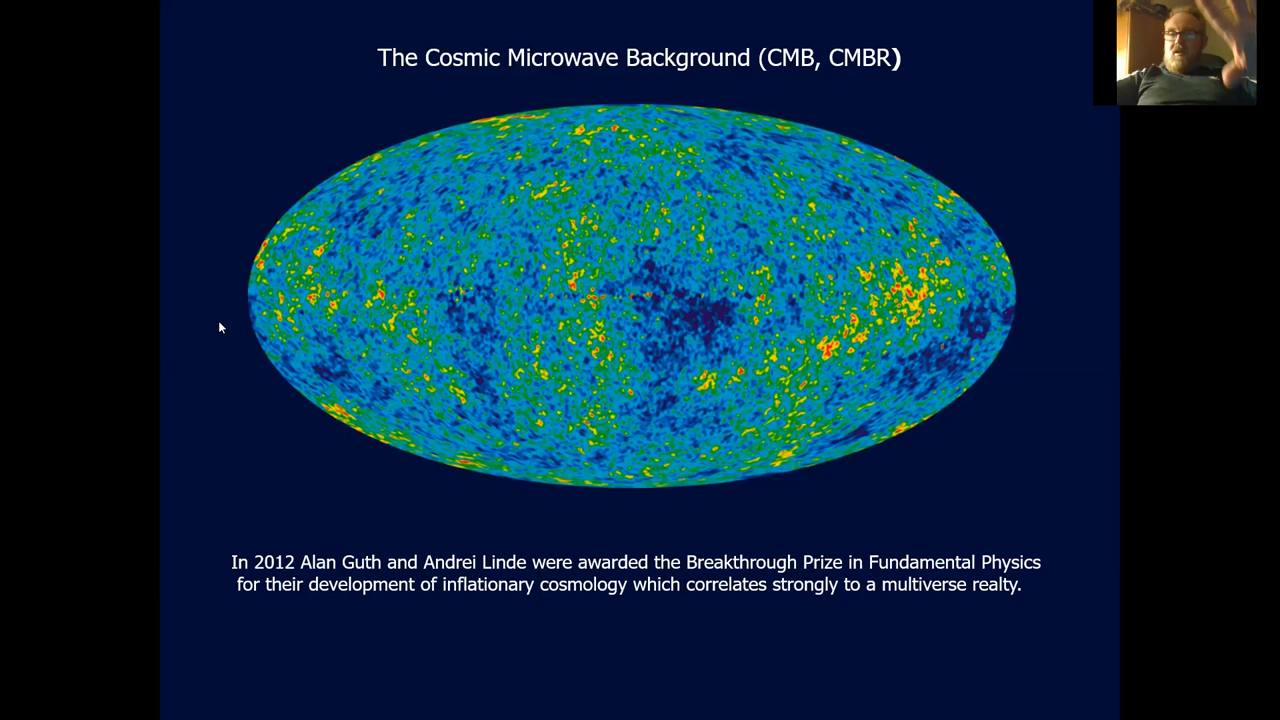 The Cosmic Microwave Background (CMB, CMBR)
In 2012 Alan Guth and Andrei Linde were awarded the Breakthrough Prize in Fundamental Physics
for their development of inflationary cosmology which correlates strongly to a multiverse realty.